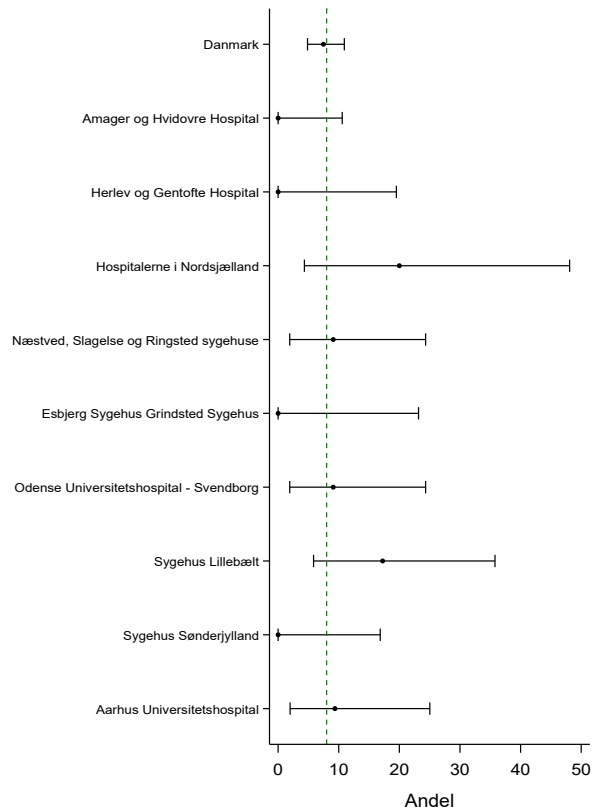 Danmark
Amager og Hvidovre Hospital
Herlev og Gentofte Hospital
Hospitalerne i Nordsjælland
Næstved, Slagelse og Ringsted sygehuse
Esbjerg Sygehus Grindsted Sygehus
Odense Universitetshospital - Svendborg
Sygehus Lillebælt
Sygehus Sønderjylland
Aarhus Universitetshospital
0 10 20 30 40 50
Andel